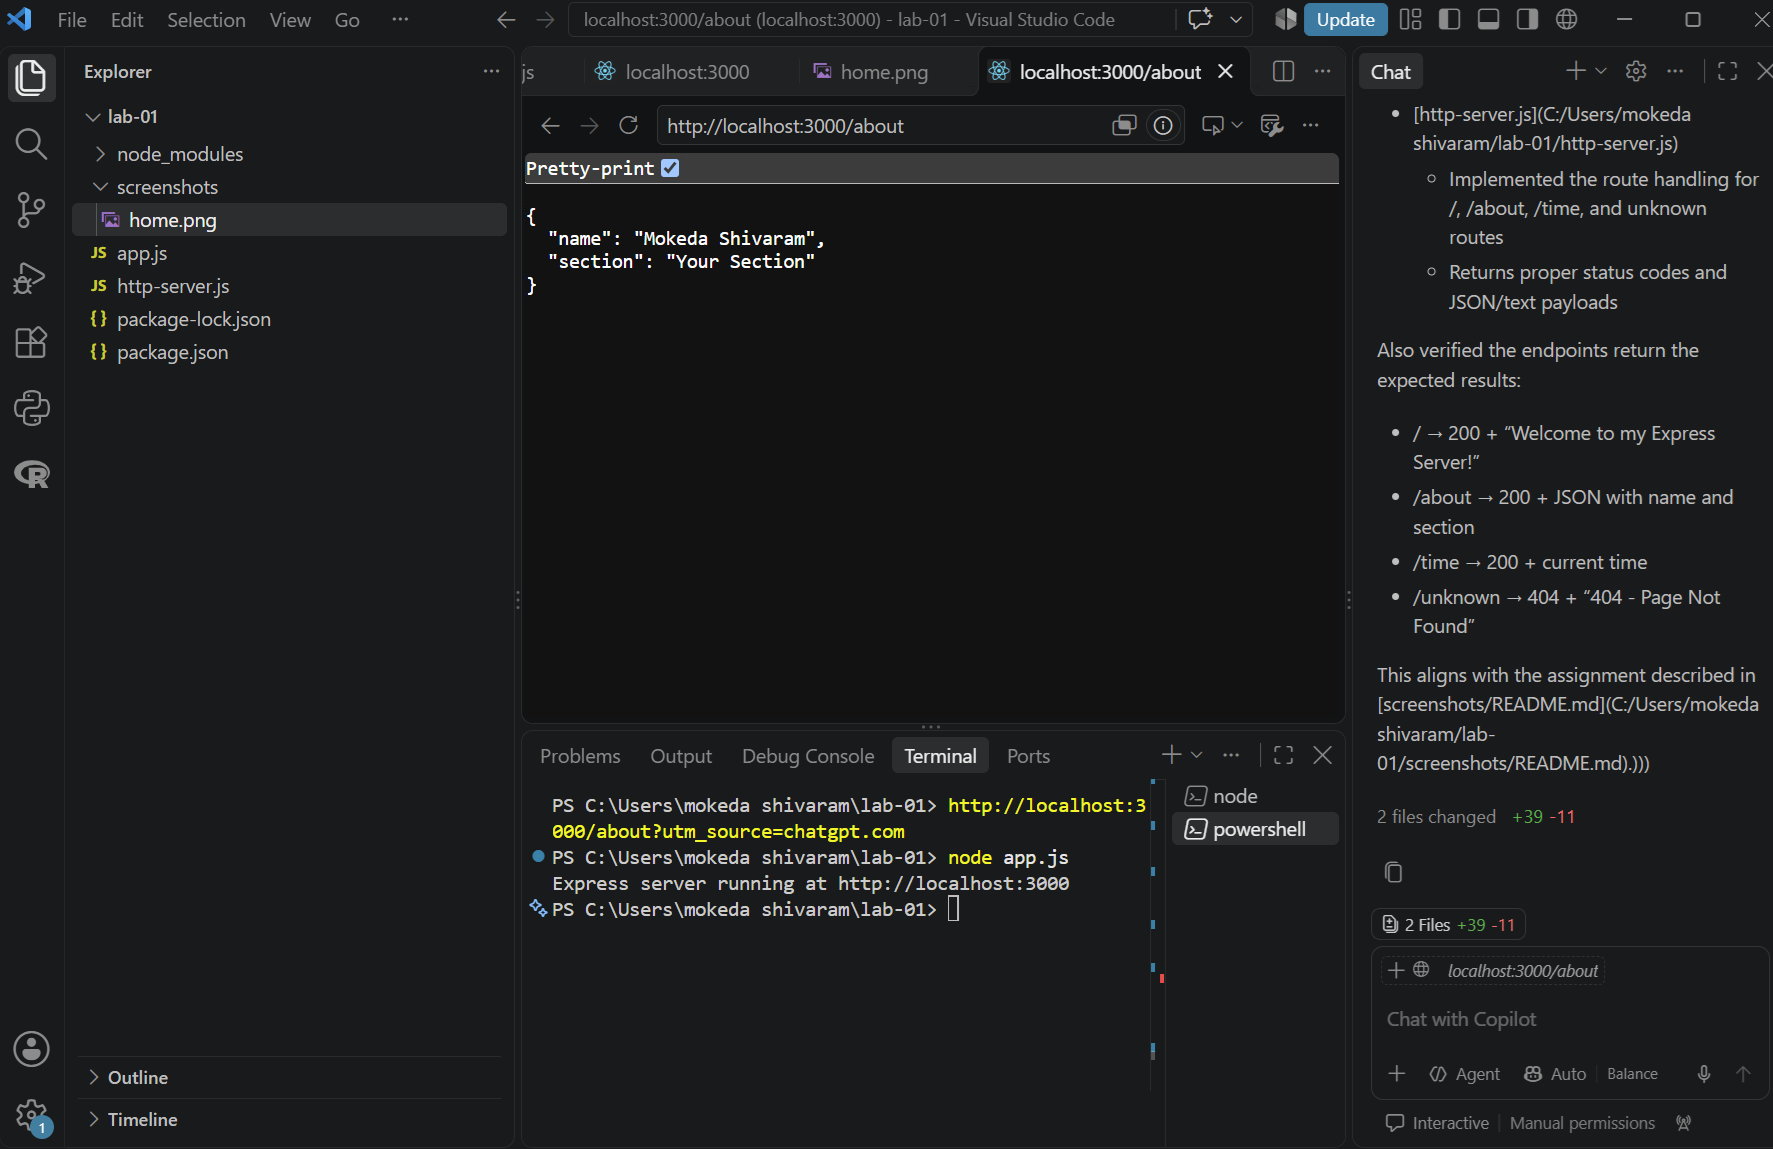 File Edit Selection View Go ···
localhost:3000/about (localhost:3000) - lab-01 - Visual Studio Code
Update
Explorer
lab-01
node_modules
screenshots
home.png
JS app.js
JS http-server.js
{} package-lock.json
{} package.json
Outline
Timeline
1
js
localhost:3000
home.png
localhost:3000/about
http://localhost:3000/about
Pretty-print
{
"name": "Mokeda Shivaram",
"section": "Your Section"
}
Problems Output Debug Console Terminal Ports
PS C:\Users\mokeda shivaram\lab-01> http://localhost:3
000/about?utm_source=chatgpt.com
PS C:\Users\mokeda shivaram\lab-01> node app.js
Express server running at http://localhost:3000
PS C:\Users\mokeda shivaram\lab-01>
node
powershell
Chat
• [http-server.js](C:/Users/mokeda
shivaram/lab-01/http-server.js)
◦ Implemented the route handling for
/, /about, /time, and unknown
routes
◦ Returns proper status codes and
JSON/text payloads
Also verified the endpoints return the
expected results:
• / → 200 + “Welcome to my Express
Server!”
• /about → 200 + JSON with name and
section
• /time → 200 + current time
• /unknown → 404 + “404 - Page Not
Found”
This aligns with the assignment described in
[screenshots/README.md](C:/Users/mokeda
shivaram/lab-
01/screenshots/README.md).)))
2 files changed +39 -11
2 Files +39 -11
localhost:3000/about
Chat with Copilot
Agent Auto Balance
Interactive Manual permissions